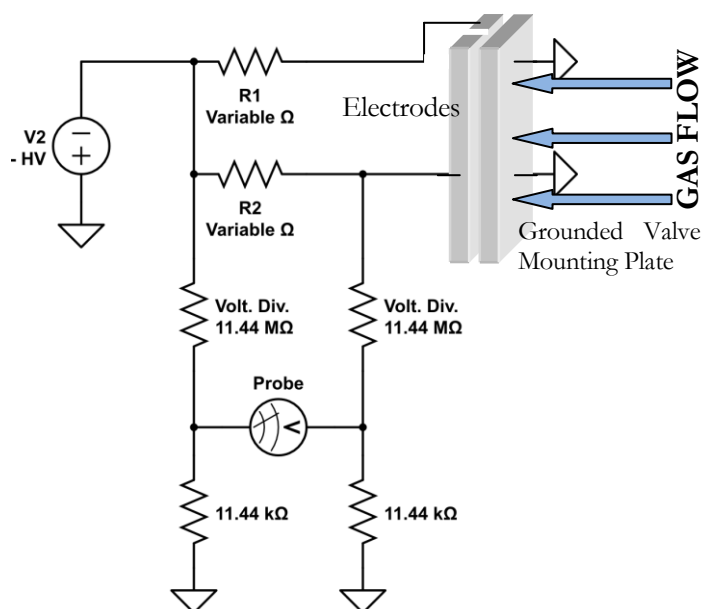 R1
Variable Ω
Electrodes
V2
- HV
R2
Variable Ω
GAS FLOW
Grounded Valve
Mounting Plate
Volt. Div.
11.44 MΩ
Volt. Div.
11.44 MΩ
Probe
V
11.44 kΩ
11.44 kΩ